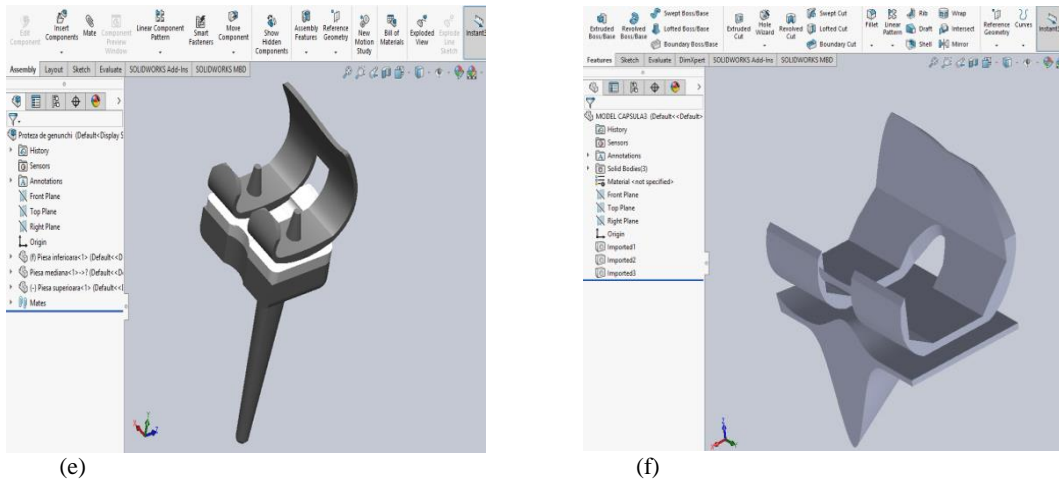 Edit Component
Insert Components
Mate
Component Preview Window
Linear Component Pattern
Smart Fasteners
Move Component
Show Hidden Components
Assembly Features
Reference Geometry
New Motion Study
Bill of Materials
Exploded View
Explode Line Sketch
Instant3
Assembly Layout Sketch Evaluate SOLIDWORKS Add-Ins SOLIDWORKS MBD
Proteza de genunchi (Default<Display S
History
Sensors
Annotations
Front Plane
Top Plane
Right Plane
Origin
(f) Piesa inferioara<1> (Default<<D
Piesa mediana<1>->? (Default<<D
(-) Piesa superioara<1> (Default<<
Mates
(e)
Extruded Boss/Base
Revolved Boss/Base
Swept Boss/Base
Lofted Boss/Base
Boundary Boss/Base
Extruded Cut
Hole Wizard
Revolved Cut
Swept Cut
Lofted Cut
Boundary Cut
Fillet
Linear Pattern
Rib
Draft
Shell
Wrap
Intersect
Mirror
Reference Geometry
Curves
Instant
Features Sketch Evaluate DimXpert SOLIDWORKS Add-Ins SOLIDWORKS MBD
MODEL CAPSULA3 (Default<<Default>
History
Sensors
Annotations
Solid Bodies(3)
Material <not specified>
Front Plane
Top Plane
Right Plane
Origin
Imported1
Imported2
Imported3
(f)